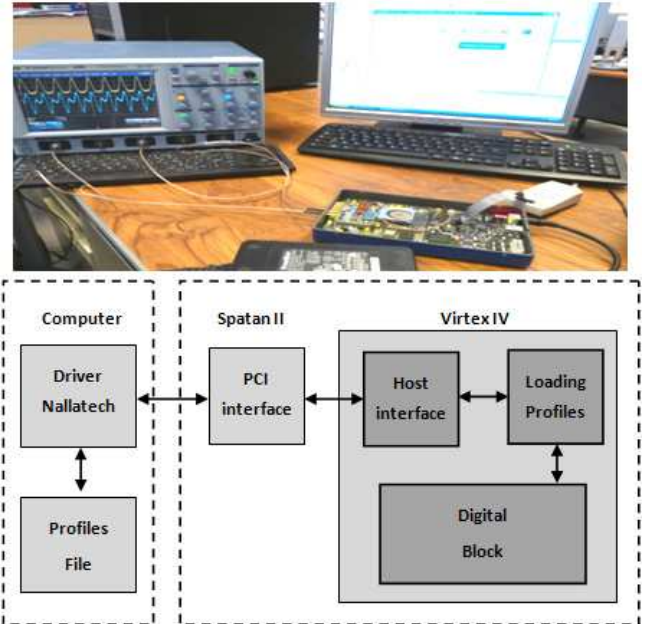 Computer
Spatan II
Virtex IV
Driver
Nallatech
PCI
interface
Host
interface
Loading
Profiles
Profiles
File
Digital
Block